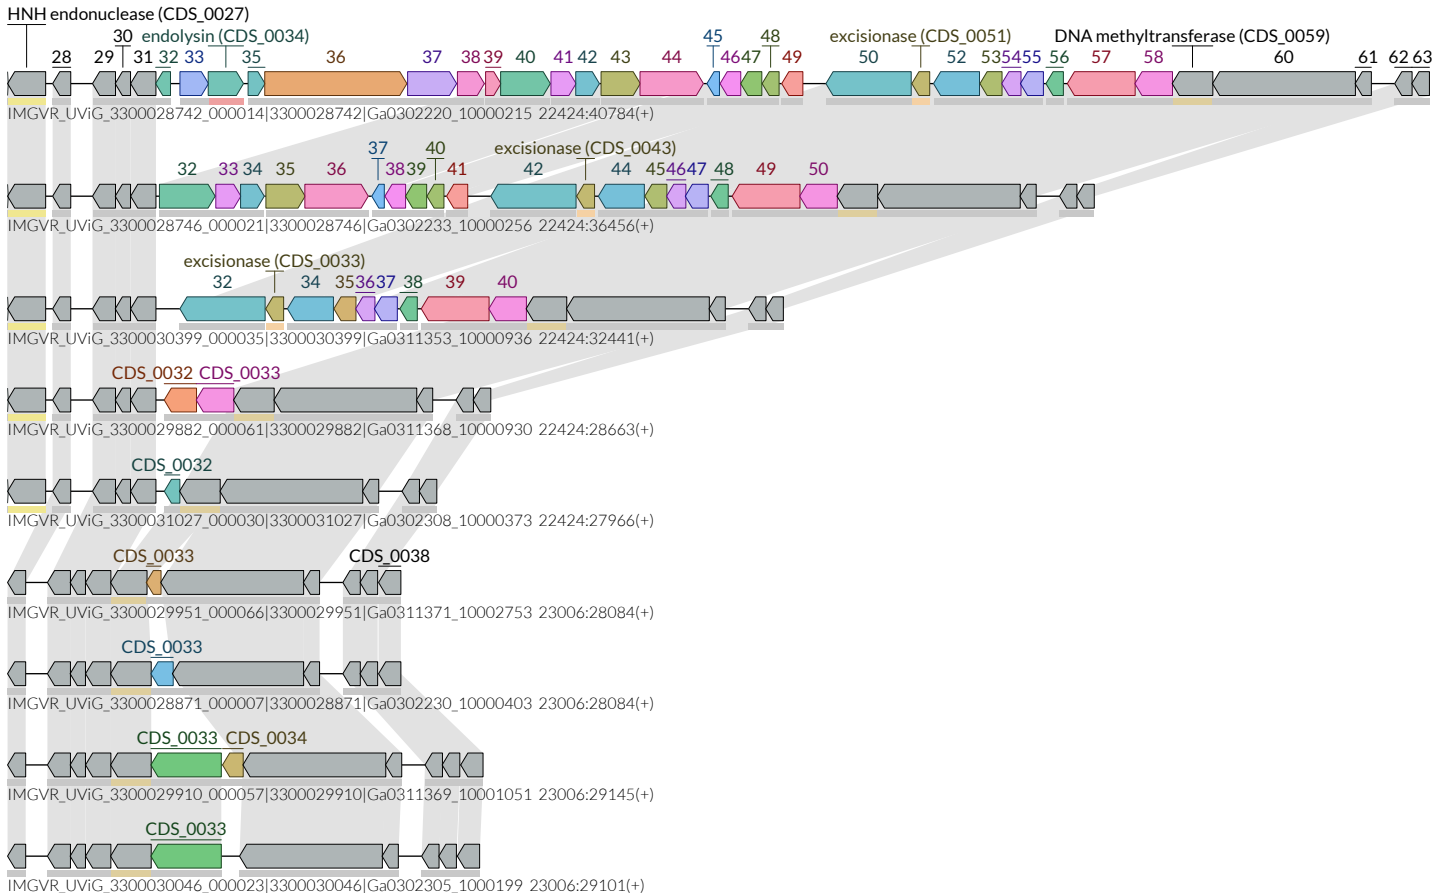 HNH endonuclease (CDS_0027)
30 endolysin (CDS_0034) 45 48 excisionase (CDS_0051) DNA methyltransferase (CDS_0059)
28 29 31 32 33 35 36 37 38 39 40 41 42 43 44 46 47 49 50 52 53 54 55 56 57 58 60 61 62 63
IMGVR_UViG_3300028742_000014|3300028742|Ga0302220_10000215 22424:40784(+)
37 40 excisionase (CDS_0043)
32 33 34 35 36 38 39 41 42 44 45 46 47 48 49 50
IMGVR_UViG_3300028746_000021|3300028746|Ga0302233_10000256 22424:36456(+)
excisionase (CDS_0033)
32 34 35 36 37 38 39 40
IMGVR_UViG_3300030399_000035|3300030399|Ga0311353_10000936 22424:32441(+)
CDS_0032 CDS_0033
IMGVR_UViG_3300029882_000061|3300029882|Ga0311368_10000930 22424:28663(+)
CDS_0032
IMGVR_UViG_3300031027_000030|3300031027|Ga0302308_10000373 22424:27966(+)
CDS_0033 CDS_0038
IMGVR_UViG_3300029951_000066|3300029951|Ga0311371_10002753 23006:28084(+)
CDS_0033
IMGVR_UViG_3300028871_000007|3300028871|Ga0302230_10000403 23006:28084(+)
CDS_0033 CDS_0034
IMGVR_UViG_3300029910_000057|3300029910|Ga0311369_10001051 23006:29145(+)
CDS_0033
IMGVR_UViG_3300030046_000023|3300030046|Ga0302305_1000199 23006:29101(+)